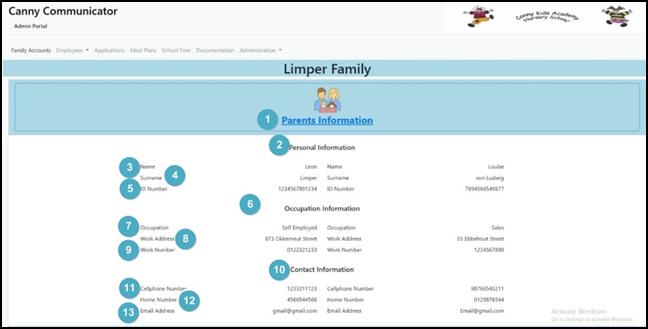 Canny Communicator
Admin Portal
Canny Kids Academy
Nursery School
Family Accounts Employees Applications Meal Plans School Fees Documentation Administration
Limper Family
1 Parents Information
2 Personal Information
3 Name Leon Name Louise
4 Surname Limper Surname von Ludwig
5 ID Number 1234567891234 ID Number 7894566549877
6 Occupation Information
7 Occupation Self Employed Occupation Sales
Work Address 8 873 Okkerneut Street Work Address 55 Ebbehout Street
9 Work Number 0122321233 Work Number 1234567899
10 Contact Information
11 Cellphone Number 1233211123 Cellphone Number 98766543211
Home Number 12 4566544566 Home Number 0129876544
13 Email Address gmail@gmail.com Email Address Email@gmail.com
Activate Windows
Go to Settings to activate Windows.